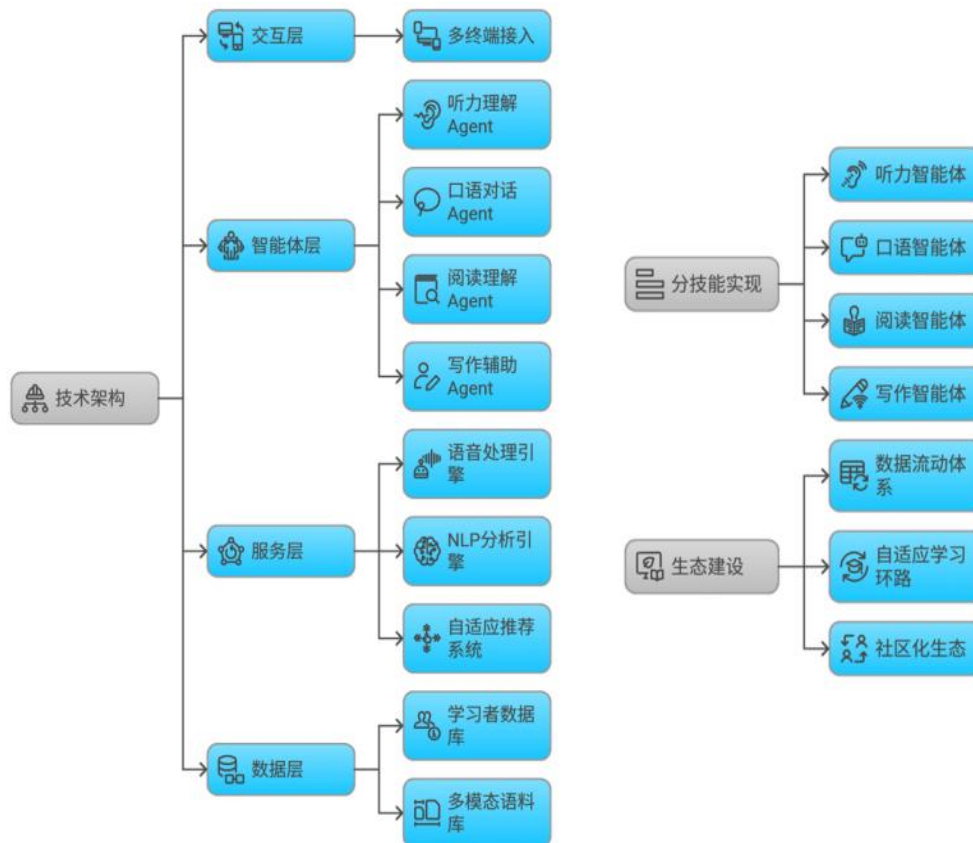 交互层
多终端接入
听力理解
Agent
口语对话
Agent
智能体层
阅读理解
Agent
写作辅助
Agent
技术架构
语音处理引
擎
服务层
NLP分析引
擎
自适应推荐
系统
学习者数据
库
数据层
多模态语料
库
听力智能体
口语智能体
分技能实现
阅读智能体
写作智能体
数据流动体
系
生态建设
自适应学习
环路
社区化生态